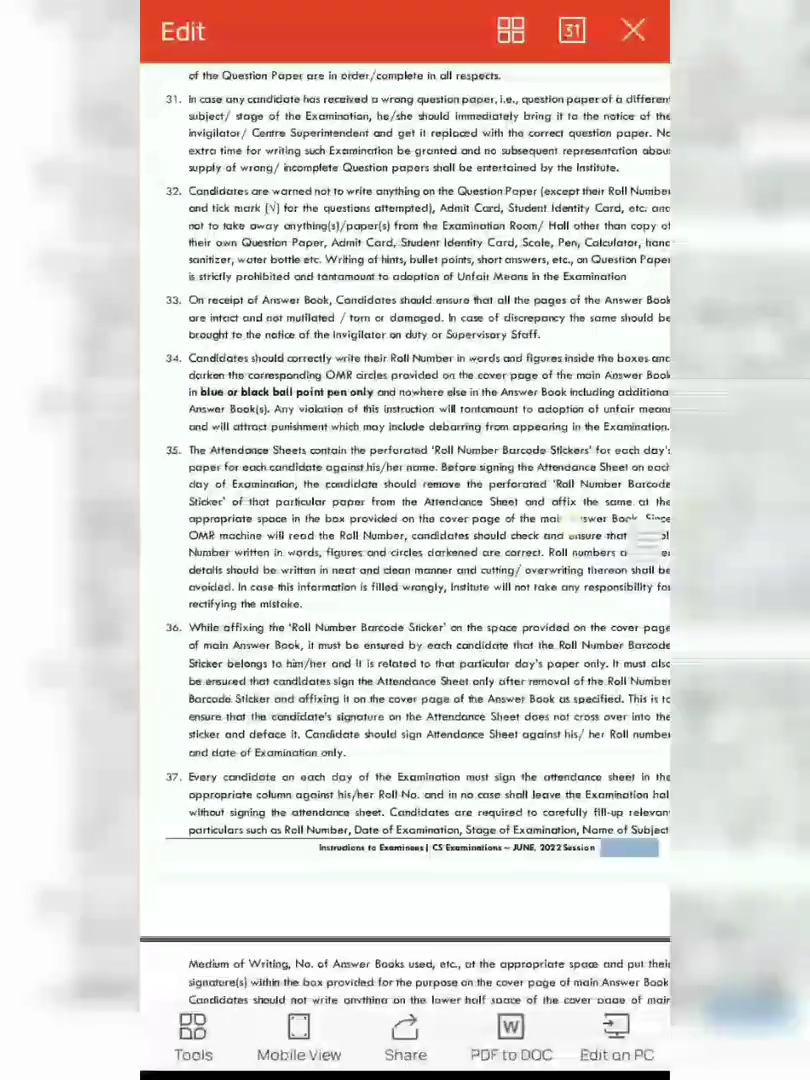 Edit
31
of the Question Paper are in order/complete in all respects.
31. In case any candidate has received a wrong question paper, i.e., question paper of a different
subject/ stage of the Examination, he/she should immediately bring it to the notice of the
invigilator/ Centre Superintendent and get it replaced with the correct question paper. No
extra time for writing such Examination be granted and no subsequent representation abou
supply of wrong/ incomplete Question papers shall be entertained by the Institute.
32. Candidates are warned not to write anything on the Question Paper (except their Roll Number
and tick mark (√) for the questions attempted), Admit Card, Student Identity Card, etc. and
not to take away anything(s)/paper(s) from the Examination Room/ Hall other than copy of
their own Question Paper, Admit Card, Student Identity Card, Scale, Pen, Calculator, hand
sanitizer, water bottle etc. Writing of hints, bullet points, short answers, etc., on Question Paper
is strictly prohibited and tantamount to adoption of Unfair Means in the Examination
33. On receipt of Answer Book, Candidates should ensure that all the pages of the Answer Book
are intact and not mutilated / torn or damaged. In case of discrepancy the same should be
brought to the notice of the Invigilator on duty or Supervisory Staff.
34. Candidates should correctly write their Roll Number in words and figures inside the boxes and
darken the corresponding OMR circles provided on the cover page of the main Answer Book
in blue or black ball point pen only and nowhere else in the Answer Book including additiona
Answer Book(s). Any violation of this instruction will tantamount to adoption of unfair means
and will attract punishment which may include debarring from appearing in the Examination.
35. The Attendance Sheets contain the perforated 'Roll Number Barcode Stickers' for each day's
paper for each candidate against his/her name. Before signing the Attendance Sheet on each
day of Examination, the candidate should remove the perforated 'Roll Number Barcode
Sticker' of that particular paper from the Attendance Sheet and affix the same at the
appropriate space in the box provided on the cover page of the mai swer Book. Since
OMR machine will read the Roll Number, candidates should check and ensure that
Number written in words, figures and circles darkened are correct. Roll numbers
details should be written in neat and clean manner and cutting/ overwriting thereon shall be
avoided. In case this information is filled wrongly, Institute will not take any responsibility for
rectifying the mistake.
36. While affixing the 'Roll Number Barcode Sticker' on the space provided on the cover page
of main Answer Book, it must be ensured by each candidate that the Roll Number Barcode
Sticker belongs to him/her and it is related to that particular day's paper only. It must also
be ensured that candidates sign the Attendance Sheet only after removal of the Roll Number
Barcode Sticker and affixing it on the cover page of the Answer Book as specified. This is to
ensure that the candidate's signature on the Attendance Sheet does not cross over into the
sticker and deface it. Candidate should sign Attendance Sheet against his/ her Roll number
and date of Examination only.
37. Every candidate on each day of the Examination must sign the attendance sheet in the
appropriate column against his/her Roll No. and in no case shall leave the Examination hal
without signing the attendance sheet. Candidates are required to carefully fill-up relevan
particulars such as Roll Number, Date of Examination, Stage of Examination, Name of Subject
Instructions to Examinees| CS Examinations – JUNE, 2022 Session
Medium of Writing, No. of Answer Books used, etc., at the appropriate space and put their
signature(s) within the box provided for the purpose on the cover page of main Answer Book
Candidates should not write anything on the lower half space of the cover page of main
W
Tools Mobile View Share PDF to DOC Edit on PC